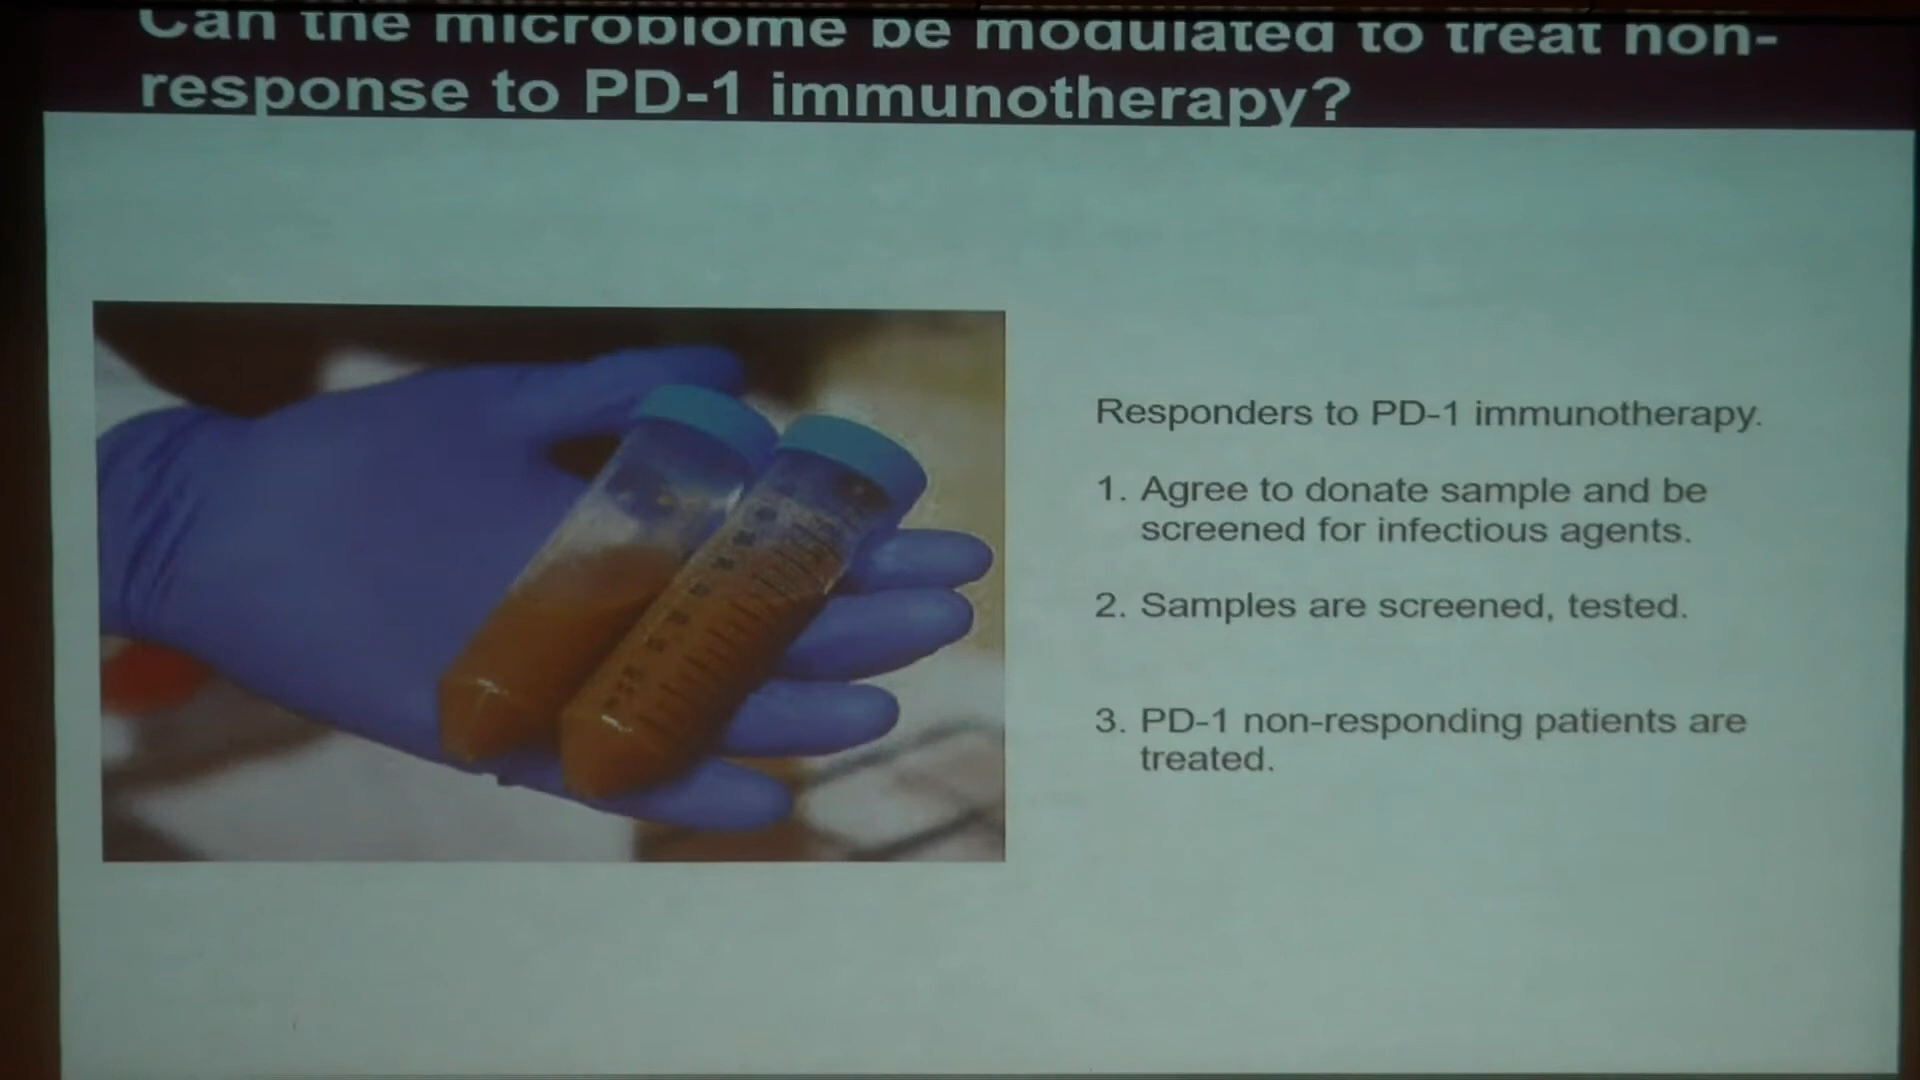 Can the microbiome be modulated to treat non-
response to PD-1 immunotherapy?
Responders to PD-1 immunotherapy.
1. Agree to donate sample and be
screened for infectious agents.
2. Samples are screened, tested.
3. PD-1 non-responding patients are
treated.